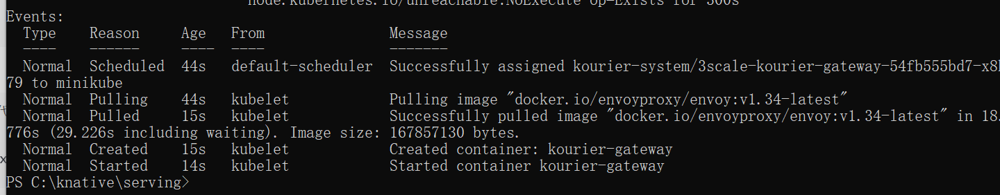 node.kubernetes.io/unreachable:NoExecute op=Exists for 300s
Events:
Type Reason Age From Message
---- ------ ---- ---- -------
Normal Scheduled 44s default-scheduler Successfully assigned kourier-system/3scale-kourier-gateway-54fb555bd7-x8
79 to minikube
Normal Pulling 44s kubelet Pulling image "docker.io/envoyproxy/envoy:v1.34-latest"
Normal Pulled 15s kubelet Successfully pulled image "docker.io/envoyproxy/envoy:v1.34-latest" in 18.
776s (29.226s including waiting). Image size: 167857130 bytes.
Normal Created 15s kubelet Created container: kourier-gateway
Normal Started 14s kubelet Started container kourier-gateway
PS C:\knative\serving>